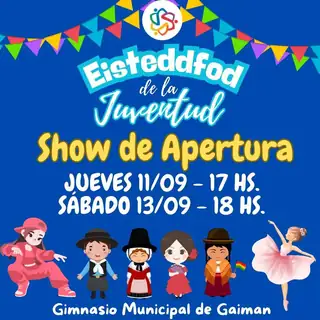 Eisteddfod
de la
Juventud
Show de Apertura
JUEVES 11/09 - 17 HS.
SÁBADO 13/09 - 18 HS.
Gimnasio Municipal de Gaiman